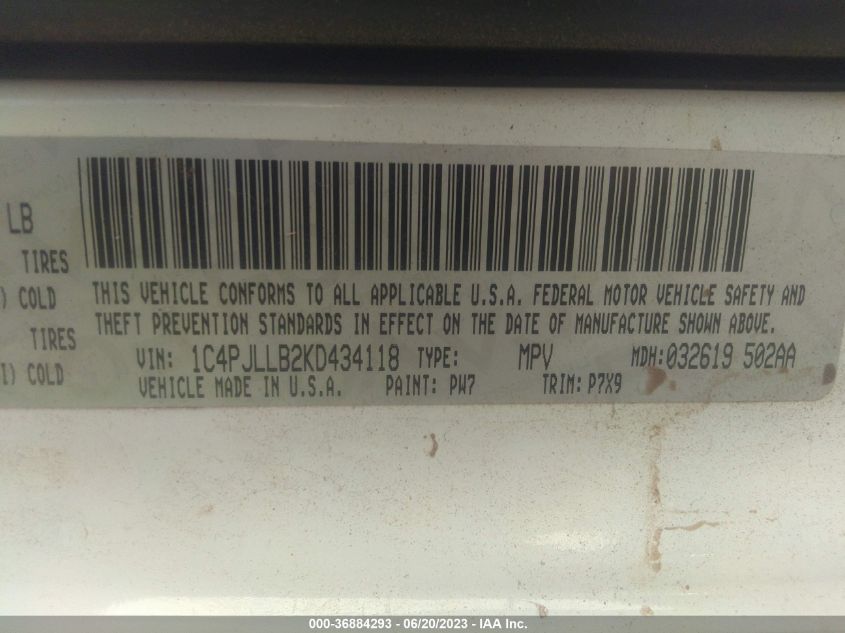 LB
TIRES
) COLD
THIS VEHICLE CONFORMS TO ALL APPLICABLE U.S.A. FEDERAL MOTOR VEHICLE SAFETY AND
THEFT PREVENTION STANDARDS IN EFFECT ON THE DATE OF MANUFACTURE SHOWN ABOVE.
TIRES
VIN: 1C4PJLLB2KD434118 TYPE: MPV MDH:032619 502AA
I) COLD
VEHICLE MADE IN U.S.A. PAINT: PW7 TRIM: P7X9
000-36884293 - 06/20/2023 - IAA Inc.